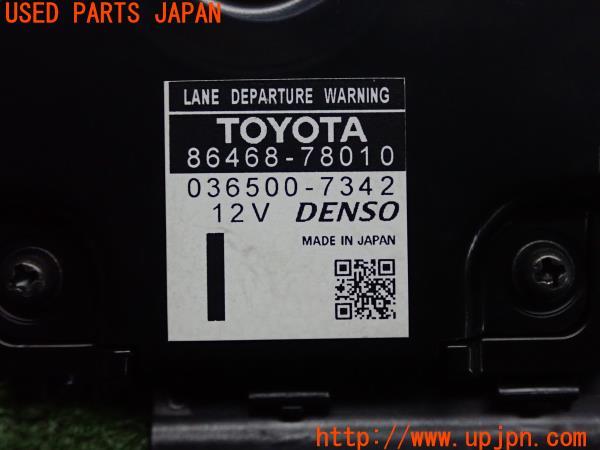 USED PARTS JAPAN
LANE DEPARTURE WARNING
TOYOTA
86468-78010
036500-7342
12V DENSO
MADE IN JAPAN
http://www.upjpn.com